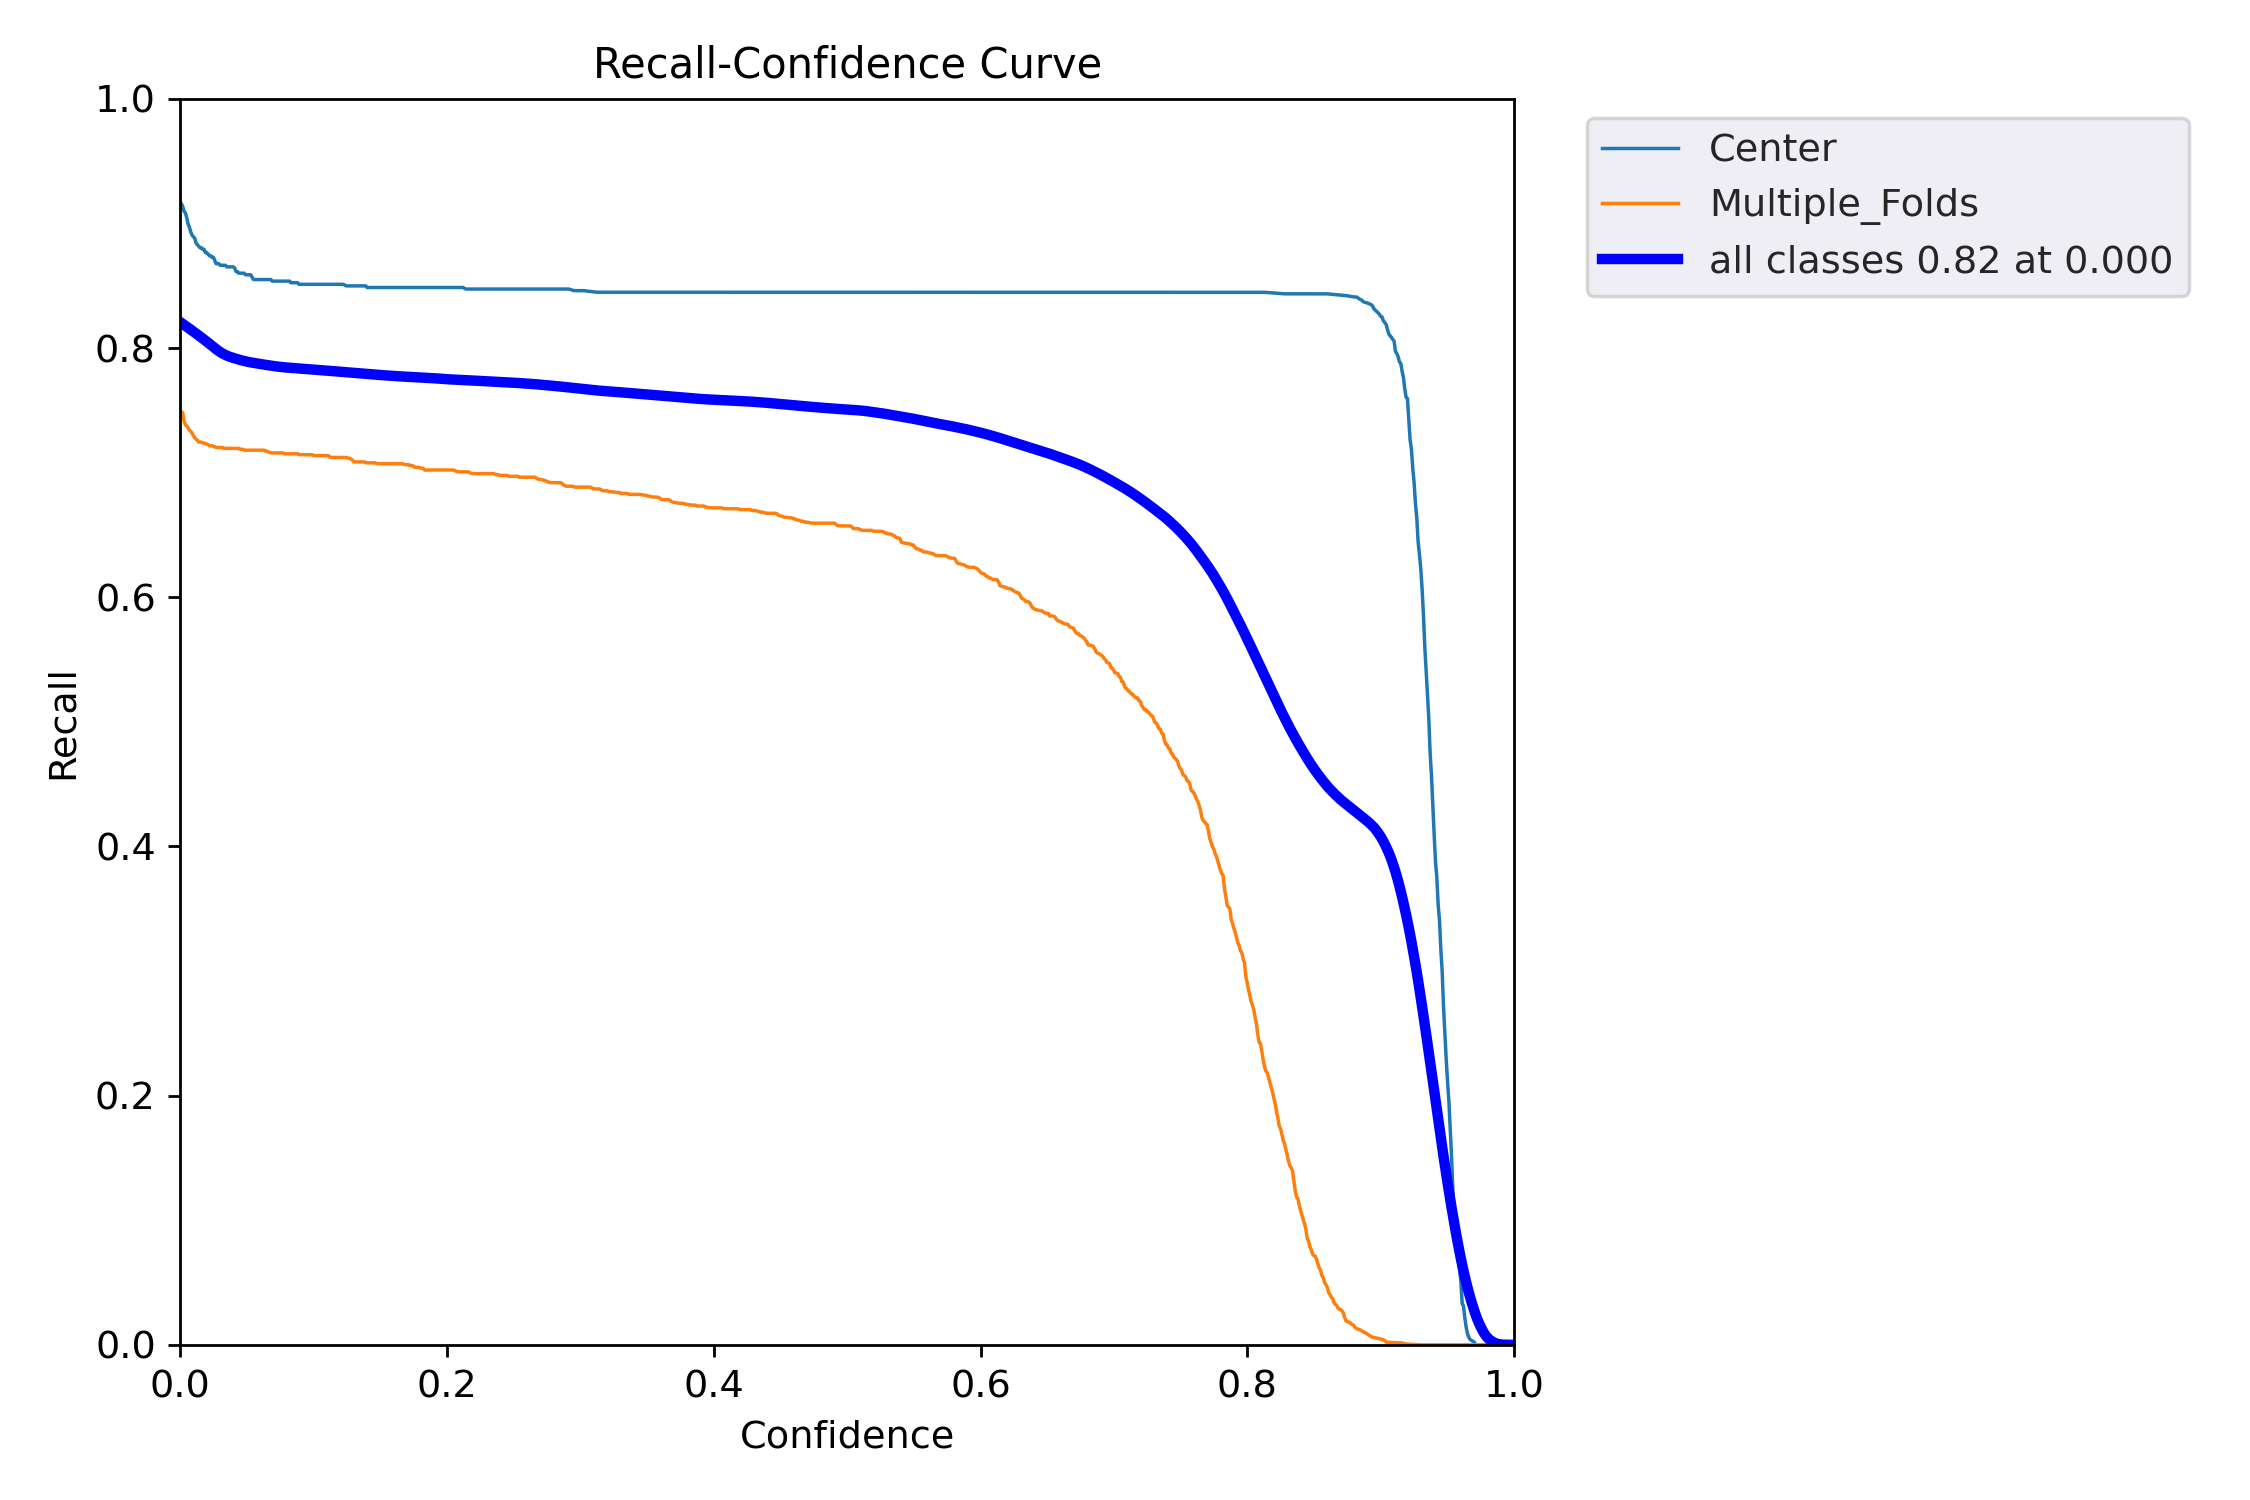 Recall-Confidence Curve
1.0
0.8
0.6
0.4
0.2
0.0
Recall
0.0 0.2 0.4 0.6 0.8 1.0
Confidence
Center
Multiple_Folds
all classes 0.82 at 0.000